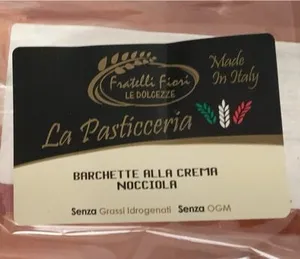 Fratelli Fiori
LE DOLCEZZE
Made
In Italy
La Pasticceria
BARCHETTE ALLA CREMA
NOCCIOLA
Senza Grassi Idrogenati Senza OGM